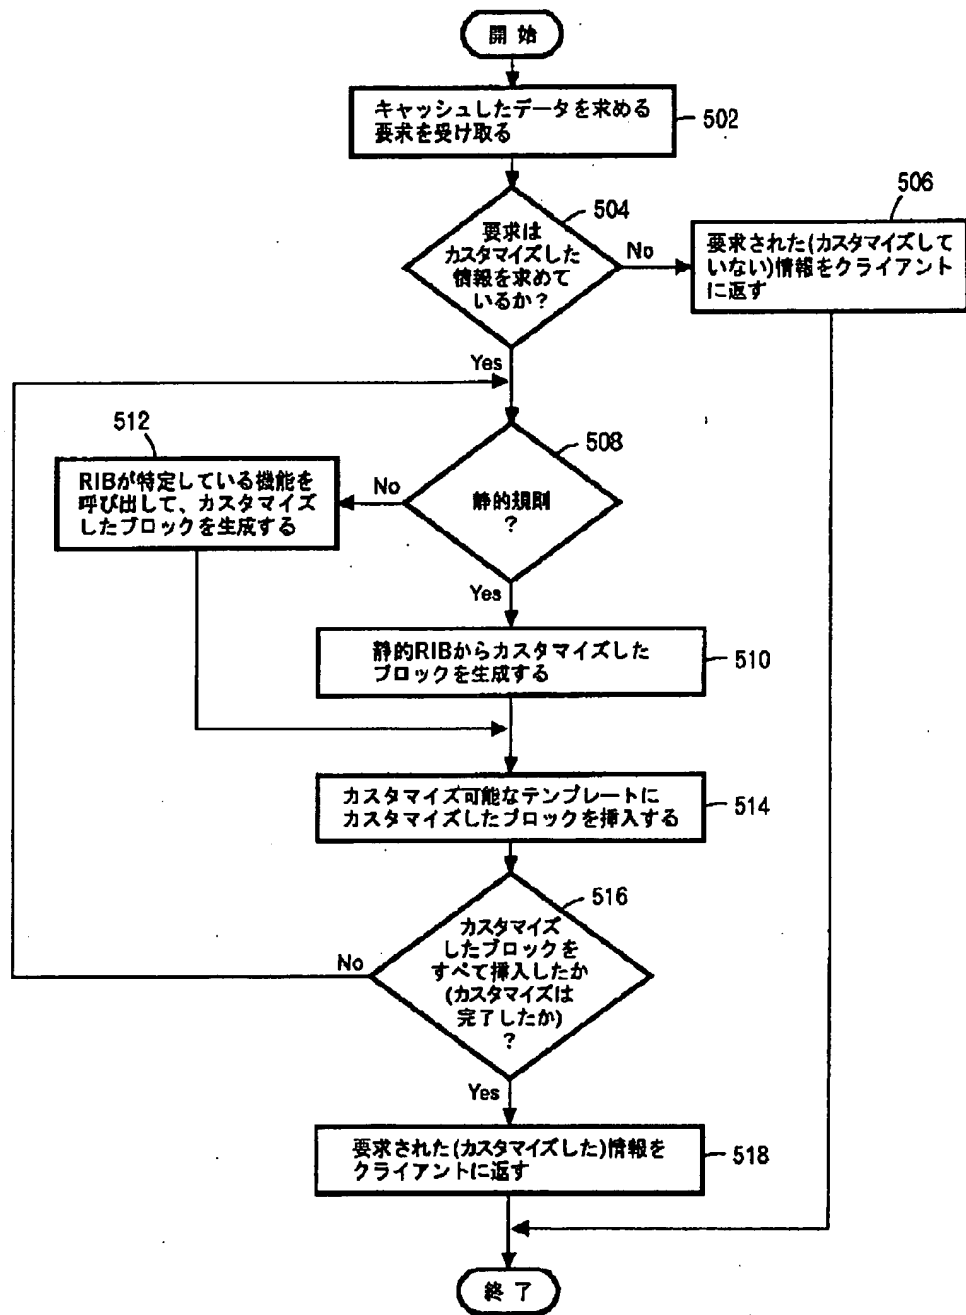 開始
キャッシュしたデータを求める
要求を受け取る
502
504
要求は
カスタマイズした
情報を求めて
いるか？
No
506
要求された(カスタマイズして
いない)情報をクライアント
に返す
Yes
508
静的規則
？
No
512
RIBが特定している機能を
呼び出して、カスタマイズ
したブロックを生成する
Yes
静的RIBからカスタマイズした
ブロックを生成する
510
カスタマイズ可能なテンプレートに
カスタマイズしたブロックを挿入する
514
516
カスタマイズ
したブロックを
すべて挿入したか
(カスタマイズは
完了したか)
？
No
Yes
要求された(カスタマイズした)情報を
クライアントに返す
518
終了